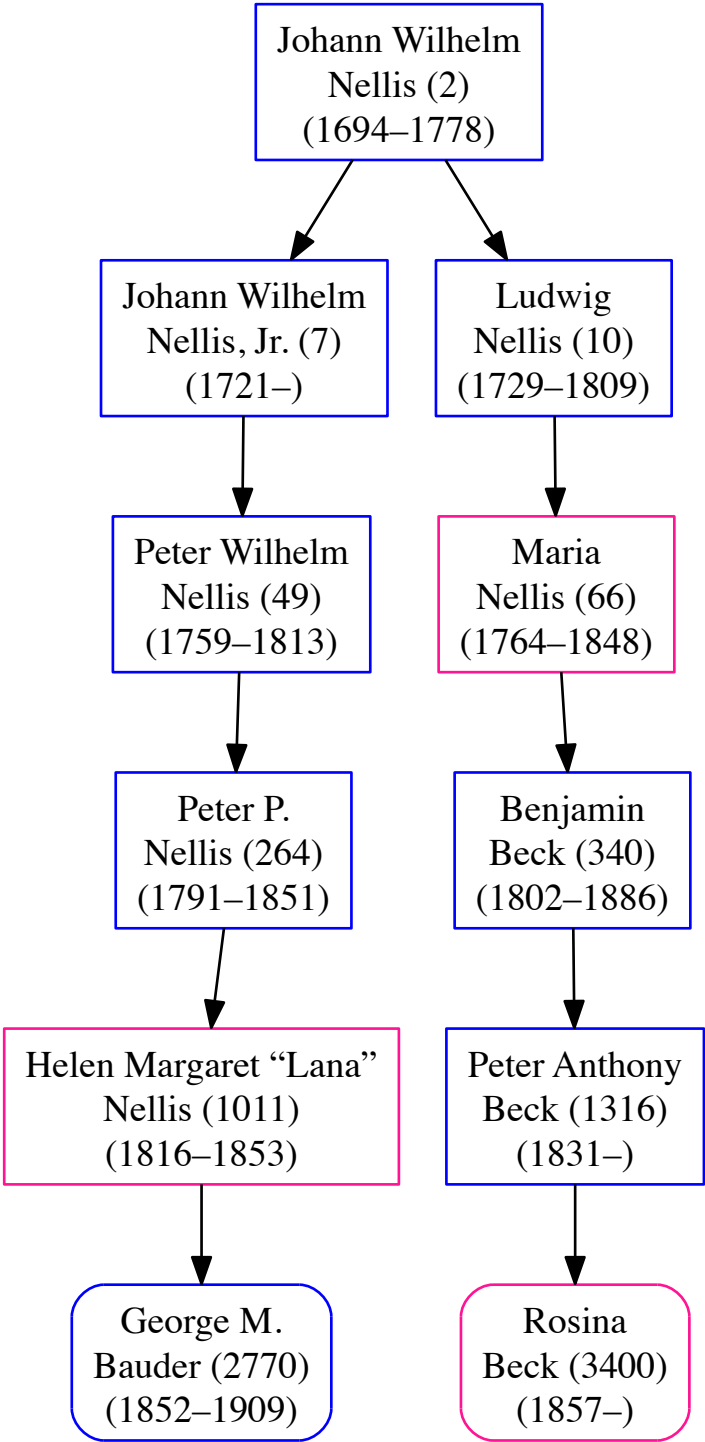 Johann Wilhelm
Nellis (2)
(1694–1778)
Johann Wilhelm
Nellis, Jr. (7)
(1721–)
Ludwig
Nellis (10)
(1729–1809)
Peter Wilhelm
Nellis (49)
(1759–1813)
Maria
Nellis (66)
(1764–1848)
Peter P.
Nellis (264)
(1791–1851)
Benjamin
Beck (340)
(1802–1886)
Helen Margaret “Lana”
Nellis (1011)
(1816–1853)
Peter Anthony
Beck (1316)
(1831–)
George M.
Bauder (2770)
(1852–1909)
Rosina
Beck (3400)
(1857–)